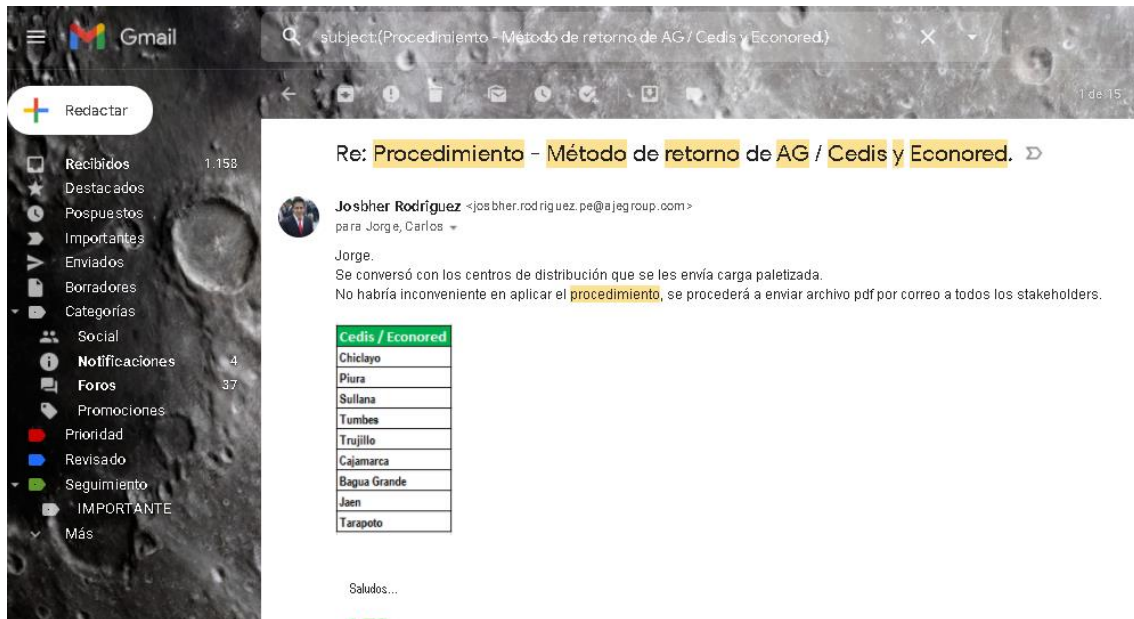 Gmail
subject:(Procedimiento - Método de retorno de AG / Cedis y Econored.)
Redactar
1 de 15
Recibidos 1.158
Destacados
Pospuestos
Importantes
Enviados
Borradores
Categorías
Social
Notificaciones 4
Foros 37
Promociones
Prioridad
Revisado
Seguimiento
IMPORTANTE
Más
Re: Procedimiento - Método de retorno de AG / Cedis y Econored.
Josbher Rodriguez <josbher.rodriguez.pe@ajegroup.com>
para Jorge, Carlos
Jorge.
Se conversó con los centros de distribución que se les envía carga paletizada.
No habría inconveniente en aplicar el procedimiento, se procederá a enviar archivo pdf por correo a todos los stakeholders.
Cedis / Econored
Chiclayo
Piura
Sullana
Tumbes
Trujillo
Cajamarca
Bagua Grande
Jaen
Tarapoto
Saludos...